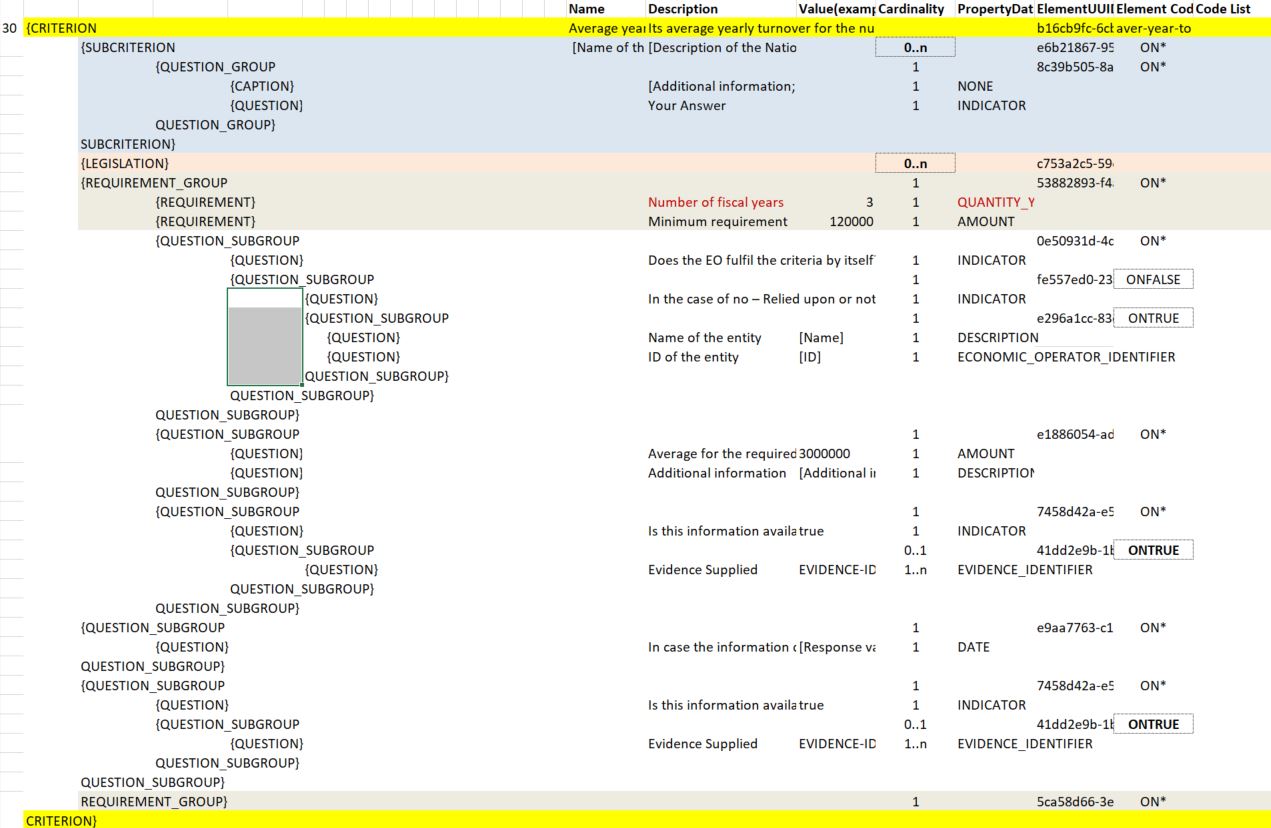 Name Description Value(examp Cardinality PropertyDat ElementUUII Element Cod Code List
30 {CRITERION Average year Its average yearly turnover for the nu b16cb9fc-6cb aver-year-to
{SUBCRITERION [Name of th [Description of the Natio 0..n e6b21867-95 ON*
{QUESTION_GROUP 1 8c39b505-8a ON*
{CAPTION} [Additional information; 1 NONE
{QUESTION} Your Answer 1 INDICATOR
QUESTION_GROUP}
SUBCRITERION}
{LEGISLATION} 0..n c753a2c5-59
{REQUIREMENT_GROUP 1 53882893-f4 ON*
{REQUIREMENT} Number of fiscal years 3 1 QUANTITY_Y
{REQUIREMENT} Minimum requirement 120000 1 AMOUNT
{QUESTION_SUBGROUP 0e50931d-4c ON*
{QUESTION} Does the EO fulfil the criteria by itself 1 INDICATOR
{QUESTION_SUBGROUP 1 fe557ed0-23 ONFALSE
{QUESTION} In the case of no – Relied upon or not 1 INDICATOR
{QUESTION_SUBGROUP 1 e296a1cc-83 ONTRUE
{QUESTION} Name of the entity [Name] 1 DESCRIPTION
{QUESTION} ID of the entity [ID] 1 ECONOMIC_OPERATOR_IDENTIFIER
QUESTION_SUBGROUP}
QUESTION_SUBGROUP}
QUESTION_SUBGROUP}
{QUESTION_SUBGROUP 1 e1886054-ad ON*
{QUESTION} Average for the required 3000000 1 AMOUNT
{QUESTION} Additional information [Additional i 1 DESCRIPTION
QUESTION_SUBGROUP}
{QUESTION_SUBGROUP 1 7458d42a-e5 ON*
{QUESTION} Is this information availa true 1 INDICATOR
{QUESTION_SUBGROUP 0..1 41dd2e9b-1b ONTRUE
{QUESTION} Evidence Supplied EVIDENCE-ID 1..n EVIDENCE_IDENTIFIER
QUESTION_SUBGROUP}
QUESTION_SUBGROUP}
{QUESTION_SUBGROUP 1 e9aa7763-c1 ON*
{QUESTION} In case the information [Response va 1 DATE
QUESTION_SUBGROUP}
{QUESTION_SUBGROUP 1 7458d42a-e5 ON*
{QUESTION} Is this information availa true 1 INDICATOR
{QUESTION_SUBGROUP 0..1 41dd2e9b-1b ONTRUE
{QUESTION} Evidence Supplied EVIDENCE-ID 1..n EVIDENCE_IDENTIFIER
QUESTION_SUBGROUP}
QUESTION_SUBGROUP}
REQUIREMENT_GROUP} 1 5ca58d66-3e ON*
CRITERION}